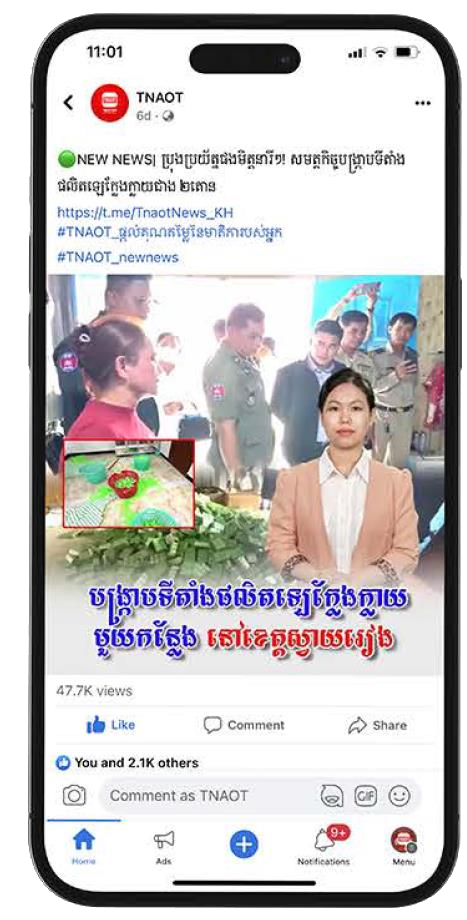 11:01
TNAOT
6d ·
NEW NEWS| ប្រុងប្រយ័ត្នផងមិត្តនារីៗ! សមត្ថកិច្ចបង្ក្រាបទីតាំង
ផលិតឡេក្លែងក្លាយជាង ២តោន
https://t.me/TnaotNews_KH
#TNAOT_ផ្តល់គុណតម្លៃនៃមាតិការបស់អ្នក
#TNAOT_newnews
បង្ក្រាបទីតាំងផលិតឡេក្លែងក្លាយ
មួយកន្លែង នៅខេត្តស្វាយរៀង
47.7K views
Like Comment Share
You and 2.1K others
Comment as TNAOT GIF
9+
Home Ads Notifications Menu